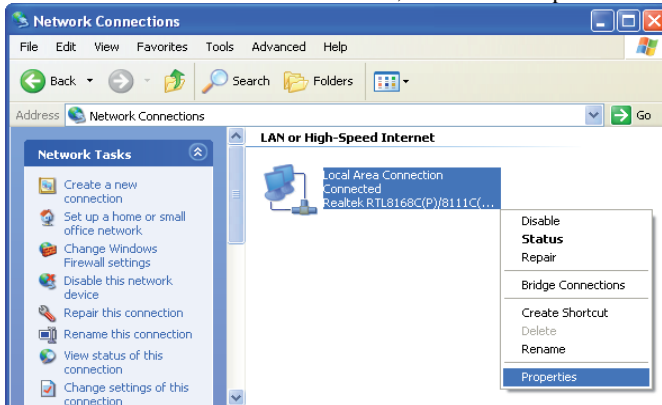 Network Connections
File Edit View Favorites Tools Advanced Help
Back Search Folders
Address Network Connections Go
Network Tasks
Create a new
connection
Set up a home or small
office network
Change Windows
Firewall settings
Disable this network
device
Repair this connection
Rename this connection
View status of this
connection
Change settings of this
connection
LAN or High-Speed Internet
Local Area Connection
Connected
Realtek RTL8168C(P)/8111C(...
Disable
Status
Repair
Bridge Connections
Create Shortcut
Delete
Rename
Properties